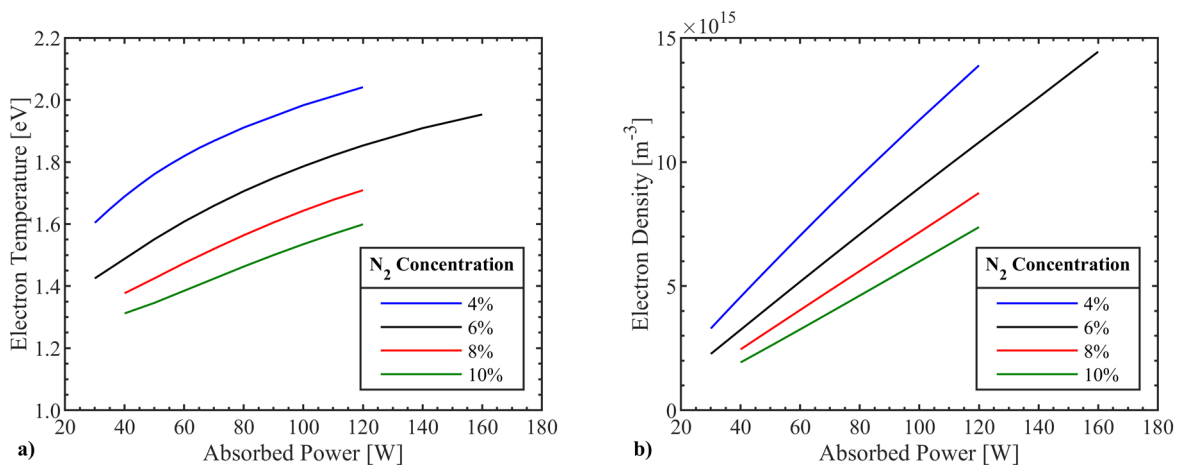 2.2
2.0
1.8
1.6
1.4
1.2
1.0
Electron Temperature [eV]
20 40 60 80 100 120 140 160 180
Absorbed Power [W]
N2 Concentration
4%
6%
8%
10%
a)
×10^15
15
10
5
0
Electron Density [m^-3]
20 40 60 80 100 120 140 160 180
Absorbed Power [W]
N2 Concentration
4%
6%
8%
10%
b)